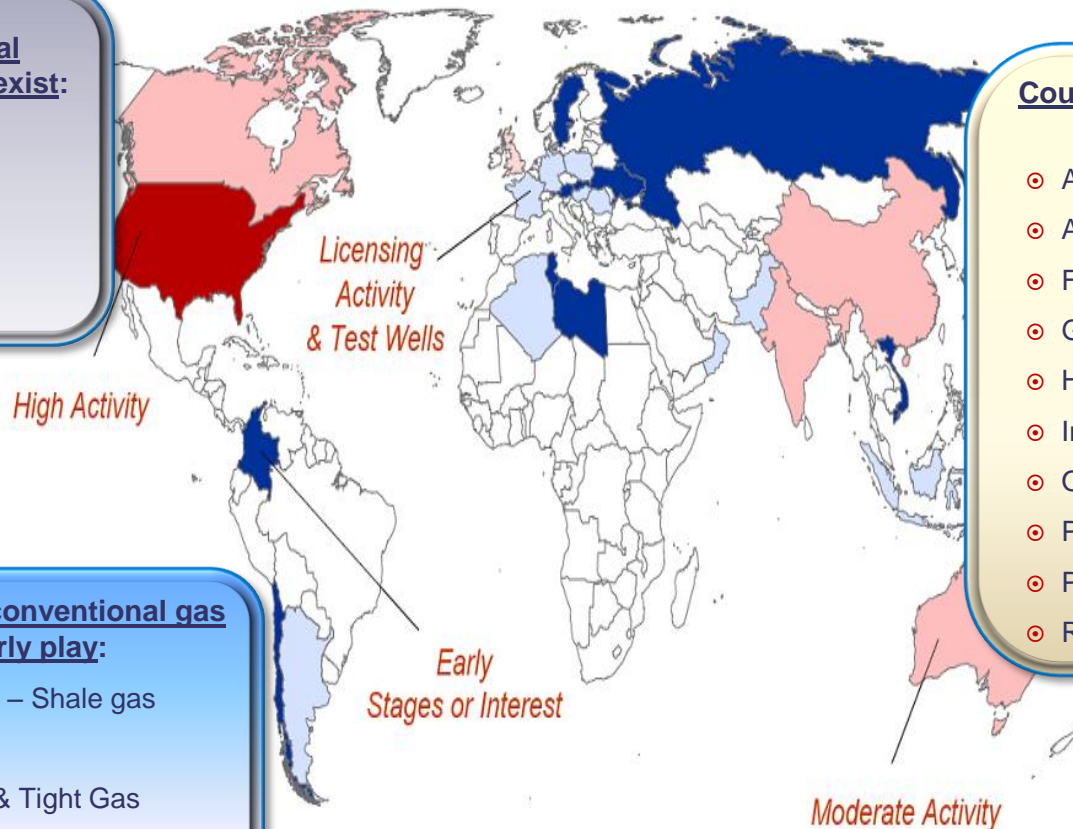 al
exist:
Licensing
Activity
& Test Wells
High Activity
Early
Stages or Interest
Moderate Activity
conventional gas
rly play:
– Shale gas
& Tight Gas
Cou
A
A
F
G
H
In
P
P
R